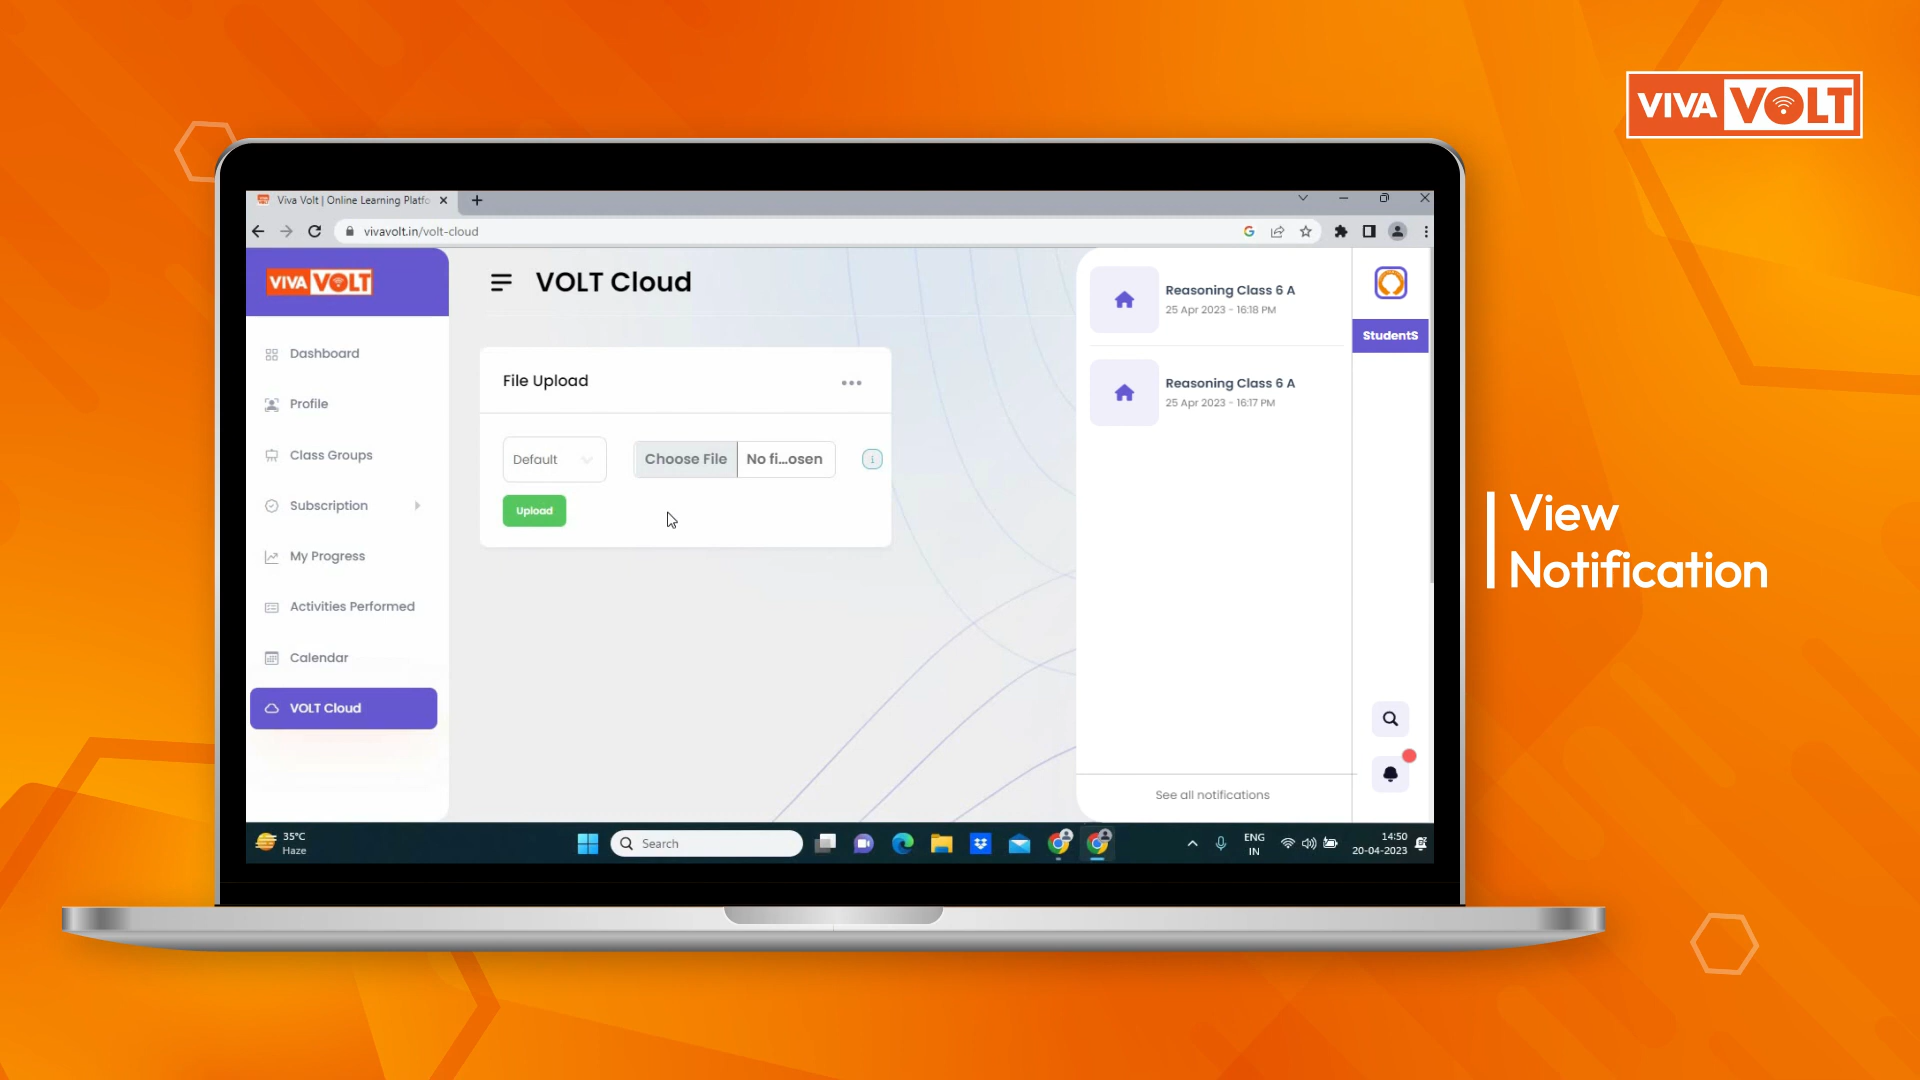 VIVA VOLT
Viva Volt | Online Learning Platfo
vivavolt.in/volt-cloud
VIVA VOLT
VOLT Cloud
Dashboard
Profile
Class Groups
Subscription
My Progress
Activities Performed
Calendar
VOLT Cloud
File Upload
Default
Choose File
No fi...osen
Upload
Reasoning Class 6 A
25 Apr 2023 - 16:18 PM
Reasoning Class 6 A
25 Apr 2023 - 16:17 PM
See all notifications
StudentS
View
Notification
35°C
Haze
Search
ENG
IN
14:50
20-04-2023